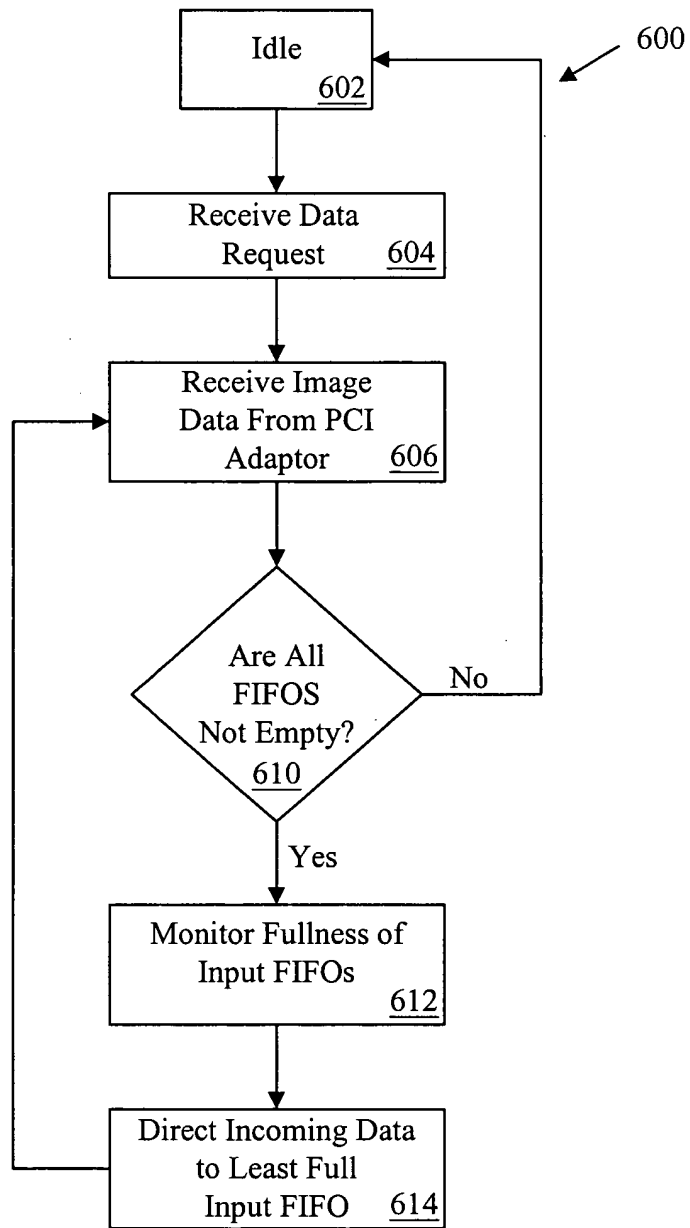 600
Idle
602
Receive Data
Request 604
Receive Image
Data From PCI
Adaptor 606
Are All
FIFOS
Not Empty?
610
No
Yes
Monitor Fullness of
Input FIFOs
612
Direct Incoming Data
to Least Full
Input FIFO 614